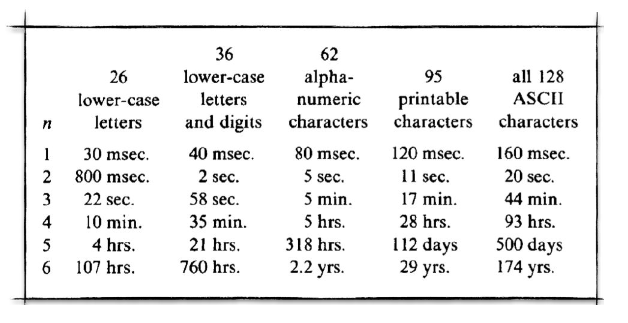 36 62
26 lower-case alpha- 95 all 128
lower-case letters numeric printable ASCII
n letters and digits characters characters characters
1 30 msec. 40 msec. 80 msec. 120 msec. 160 msec.
2 800 msec. 2 sec. 5 sec. 11 sec. 20 sec.
3 22 sec. 58 sec. 5 min. 17 min. 44 min.
4 10 min. 35 min. 5 hrs. 28 hrs. 93 hrs.
5 4 hrs. 21 hrs. 318 hrs. 112 days 500 days
6 107 hrs. 760 hrs. 2.2 yrs. 29 yrs. 174 yrs.